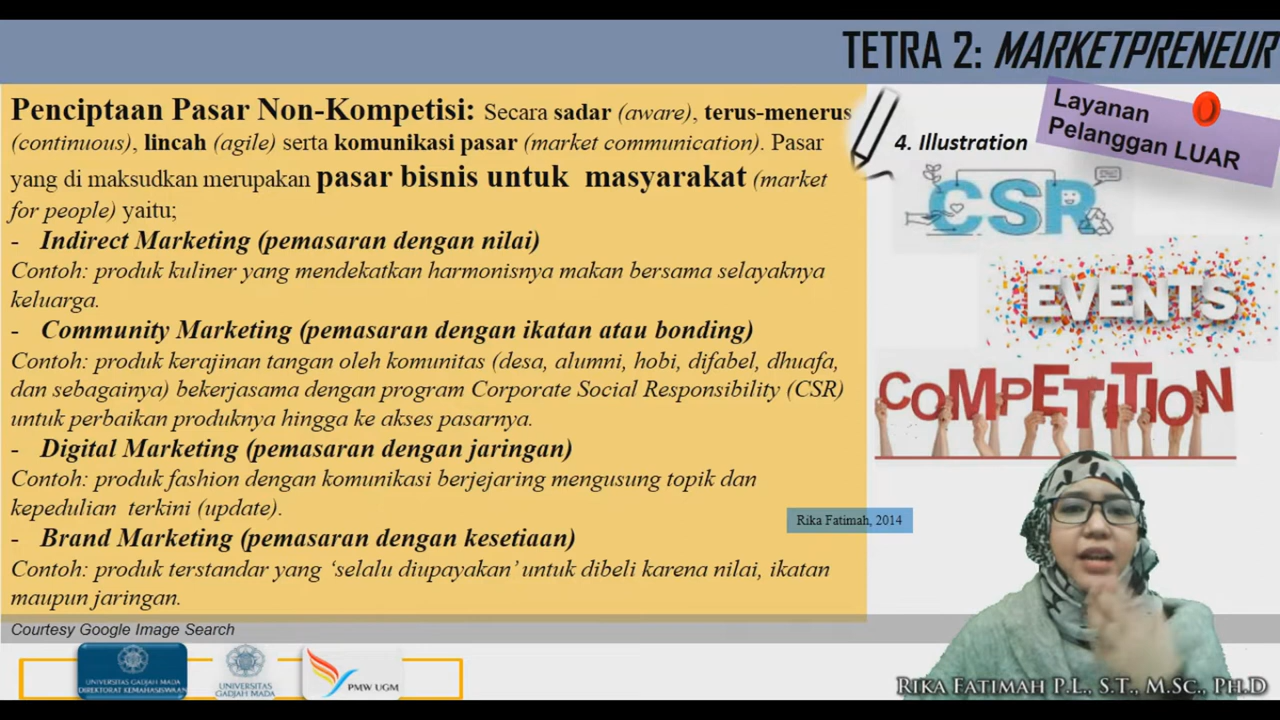 TETRA 2: MARKETPRENEUR
Penciptaan Pasar Non-Kompetisi: Secara sadar (aware), terus-menerus
(continuous), lincah (agile) serta komunikasi pasar (market communication). Pasar
yang di maksudkan merupakan pasar bisnis untuk masyarakat (market
for people) yaitu;
- Indirect Marketing (pemasaran dengan nilai)
Contoh: produk kuliner yang mendekatkan harmonisnya makan bersama selayaknya
keluarga.
- Community Marketing (pemasaran dengan ikatan atau bonding)
Contoh: produk kerajinan tangan oleh komunitas (desa, alumni, hobi, difabel, dhuafa,
dan sebagainya) bekerjasama dengan program Corporate Social Responsibility (CSR)
untuk perbaikan produknya hingga ke akses pasarnya.
- Digital Marketing (pemasaran dengan jaringan)
Contoh: produk fashion dengan komunikasi berjejaring mengusung topik dan
kepedulian terkini (update).
- Brand Marketing (pemasaran dengan kesetiaan)
Contoh: produk terstandar yang ‘selalu diupayakan’ untuk dibeli karena nilai, ikatan
maupun jaringan.
Layanan
Pelanggan LUAR
4. Illustration
CSR
EVENTS
COMPETITION
Rika Fatimah, 2014
Courtesy Google Image Search
UNIVERSITAS GADJAH MADA
DIREKTORAT KEMAHASISWAAN
UNIVERSITAS
GADJAH MADA
PMW UGM
RIKA FATIMAH P.L., S.T., M.SC., PH.D